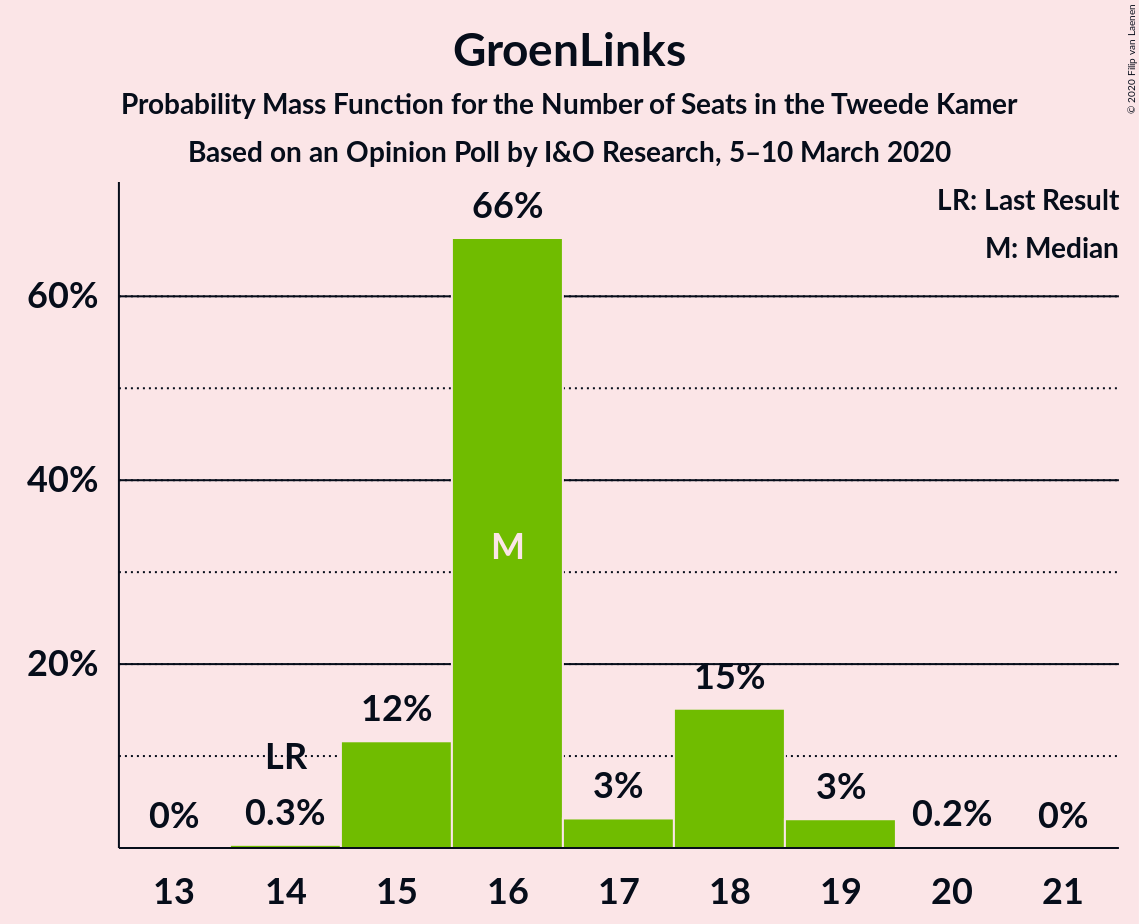 GroenLinks
Probability Mass Function for the Number of Seats in the Tweede Kamer
Based on an Opinion Poll by I&O Research, 5–10 March 2020
© 2020 Filip van Laenen
LR: Last Result
M: Median
66%
60%
40%
M
20%
15%
12%
LR
3%
3%
0%
0.3%
0.2%
0%
13 14 15 16 17 18 19 20 21